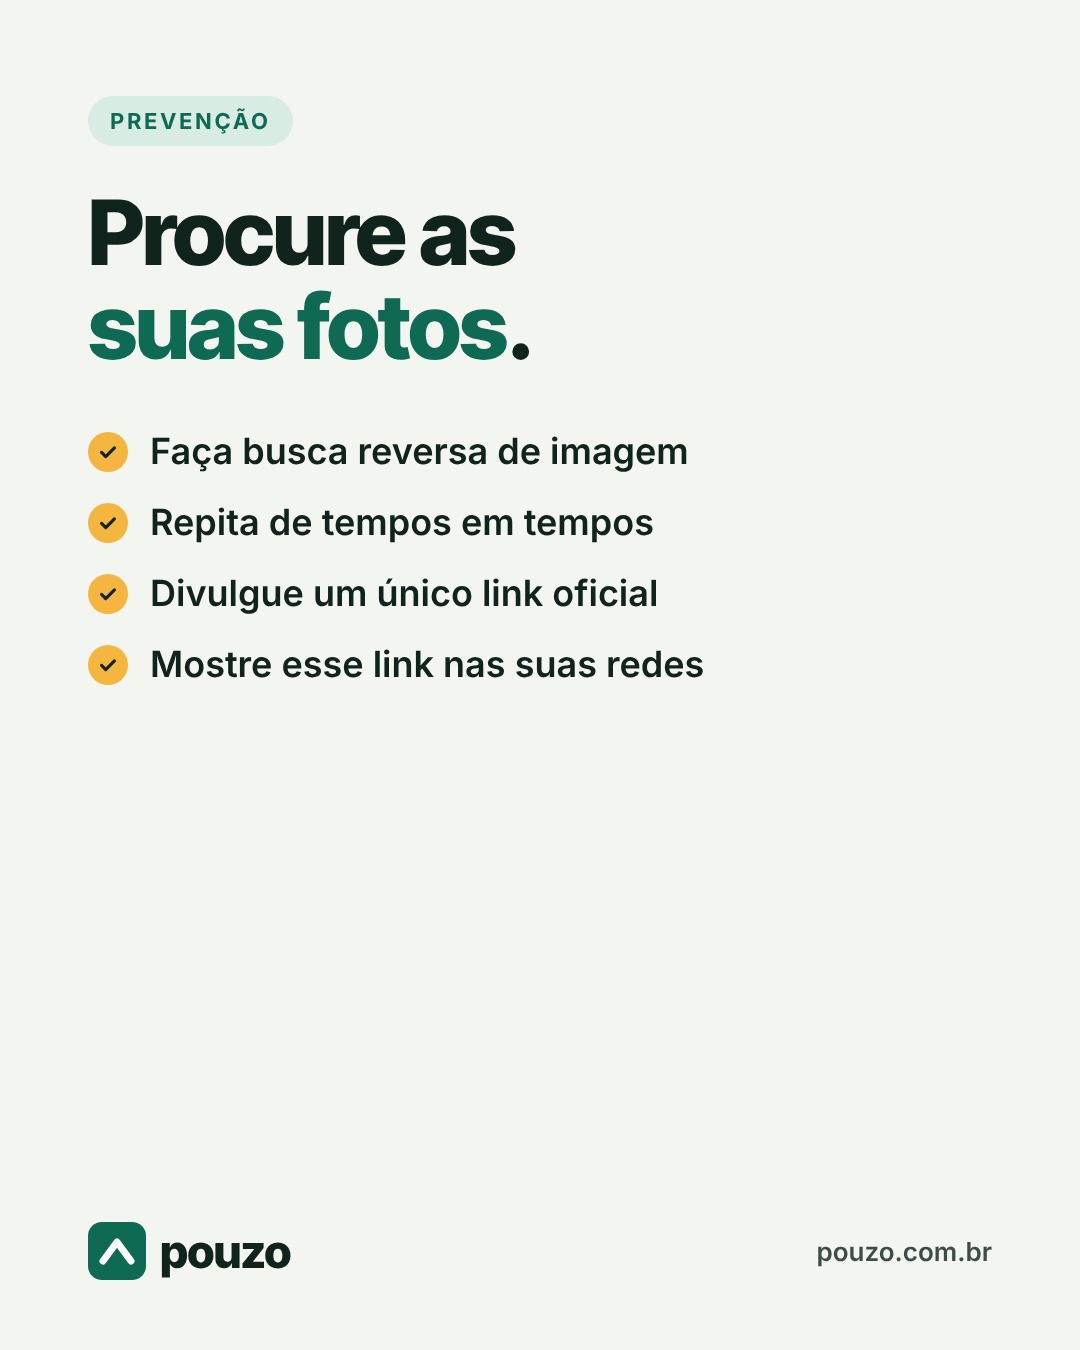 PREVENÇÃO
Procure as
suas fotos.
Faça busca reversa de imagem
Repita de tempos em tempos
Divulgue um único link oficial
Mostre esse link nas suas redes
pouzo
pouzo.com.br